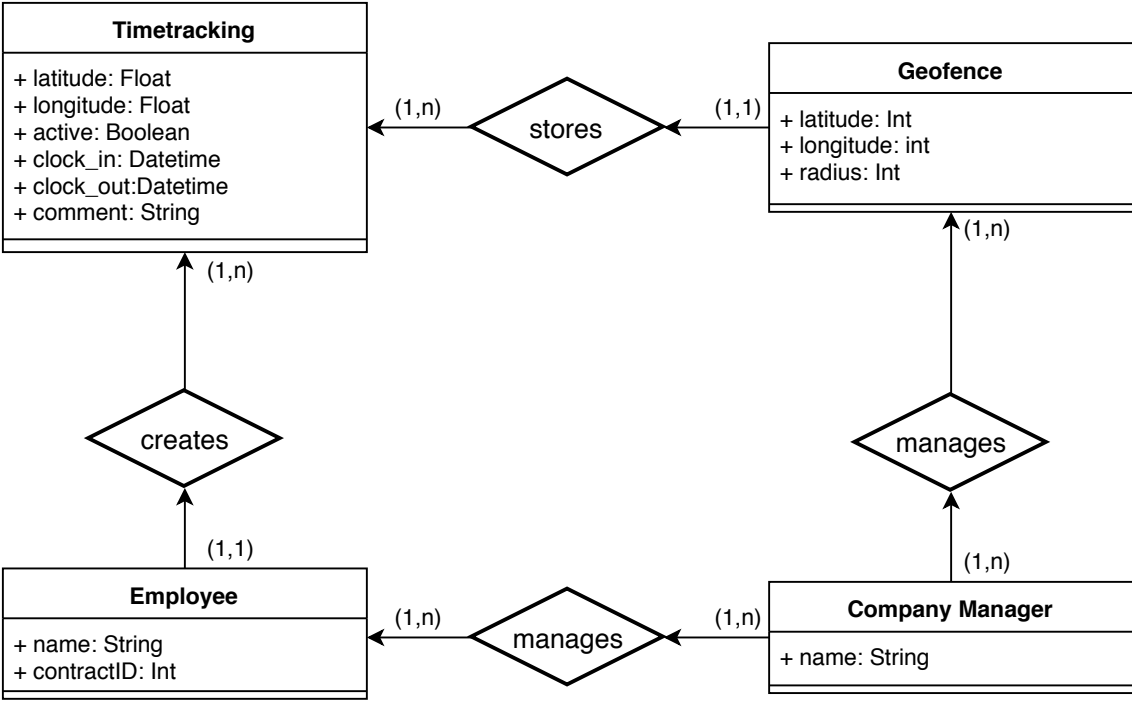 Timetracking
+ latitude: Float
+ longitude: Float
+ active: Boolean
+ clock_in: Datetime
+ clock_out:Datetime
+ comment: String
(1,n)
stores
(1,1)
Geofence
+ latitude: Int
+ longitude: int
+ radius: Int
(1,n)
(1,n)
creates
manages
(1,1)
(1,n)
Employee
+ name: String
+ contractID: Int
(1,n)
manages
(1,n)
Company Manager
+ name: String